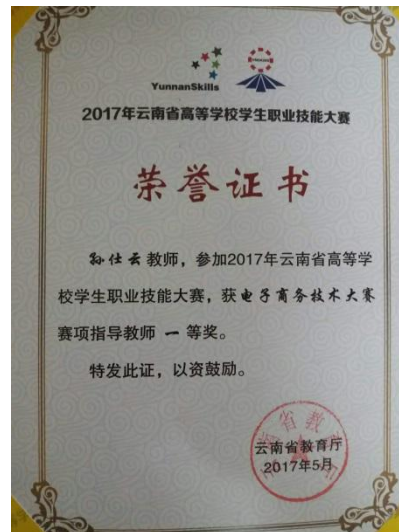 YunnanSkills
2017年云南省高等学校学生职业技能大赛
荣誉证书
孙仕云教师，参加2017年云南省高等学
校学生职业技能大赛，获电子商务技术大赛
赛项指导教师 一 等奖。
特发此证，以资鼓励。
云南省教育厅
2017年5月